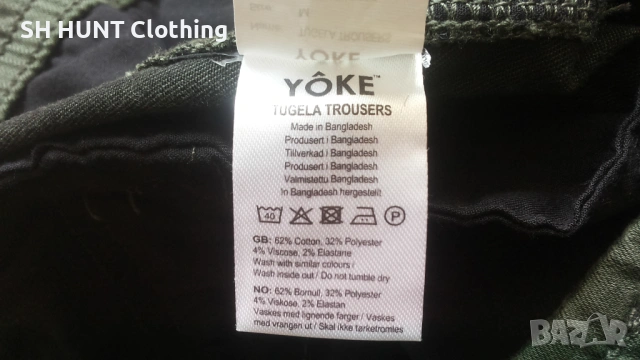 SH HUNT Clothing
YÔKE™
TUGELA TROUSERS
Made in Bangladesh
Produsert i Bangladesh
Tillverkad i Bangladesh
Produsert i Bangladesh
Valmistettu Bangladesh
In Bangladesh hergestellt
40 P
GB: 62% Cotton, 32% Polyester
4% Viscose, 2% Elastane
Wash with similar colours /
Wash inside out / Do not tumble dry
NO: 62% Bomull, 32% Polyester
4% Viskose, 2% Elastan
Vaskes med lignende farger / Vaskes
med vrangen ut / Skal ikke tørketromles
BAZAR
.bg